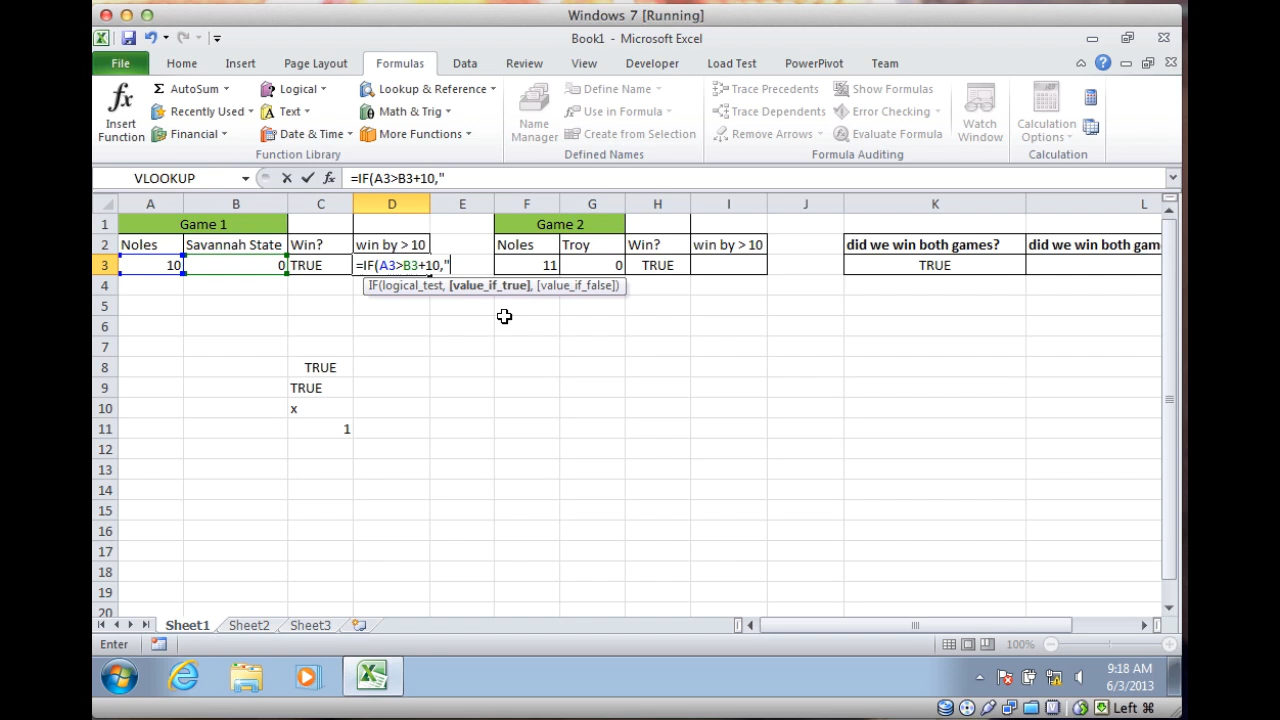 Windows 7 [Running]
Book1 - Microsoft Excel
File Home Insert Page Layout Formulas Data Review View Developer Load Test PowerPivot Team
fx Insert Function
Σ AutoSum
Recently Used
Financial
Logical
Text
Date & Time
Lookup & Reference
Math & Trig
More Functions
Function Library
Name Manager
Define Name
Use in Formula
Create from Selection
Defined Names
Trace Precedents
Trace Dependents
Remove Arrows
Show Formulas
Error Checking
Evaluate Formula
Watch Window
Formula Auditing
Calculation Options
Calculation
VLOOKUP fx =IF(A3>B3+10,"
A B C D E F G H I J K L
1 Game 1 Game 2
2 Noles Savannah State Win? win by > 10 Noles Troy Win? win by > 10 did we win both games? did we win both gam
3 10 0 TRUE =IF(A3>B3+10," 11 0 TRUE TRUE
4 IF(logical_test, [value_if_true], [value_if_false])
5
6
7
8 TRUE
9 TRUE
10 x
11 1
12
13
14
15
16
17
18
19
20
Sheet1 Sheet2 Sheet3
Enter 100%
9:18 AM
6/3/2013
Left ⌘